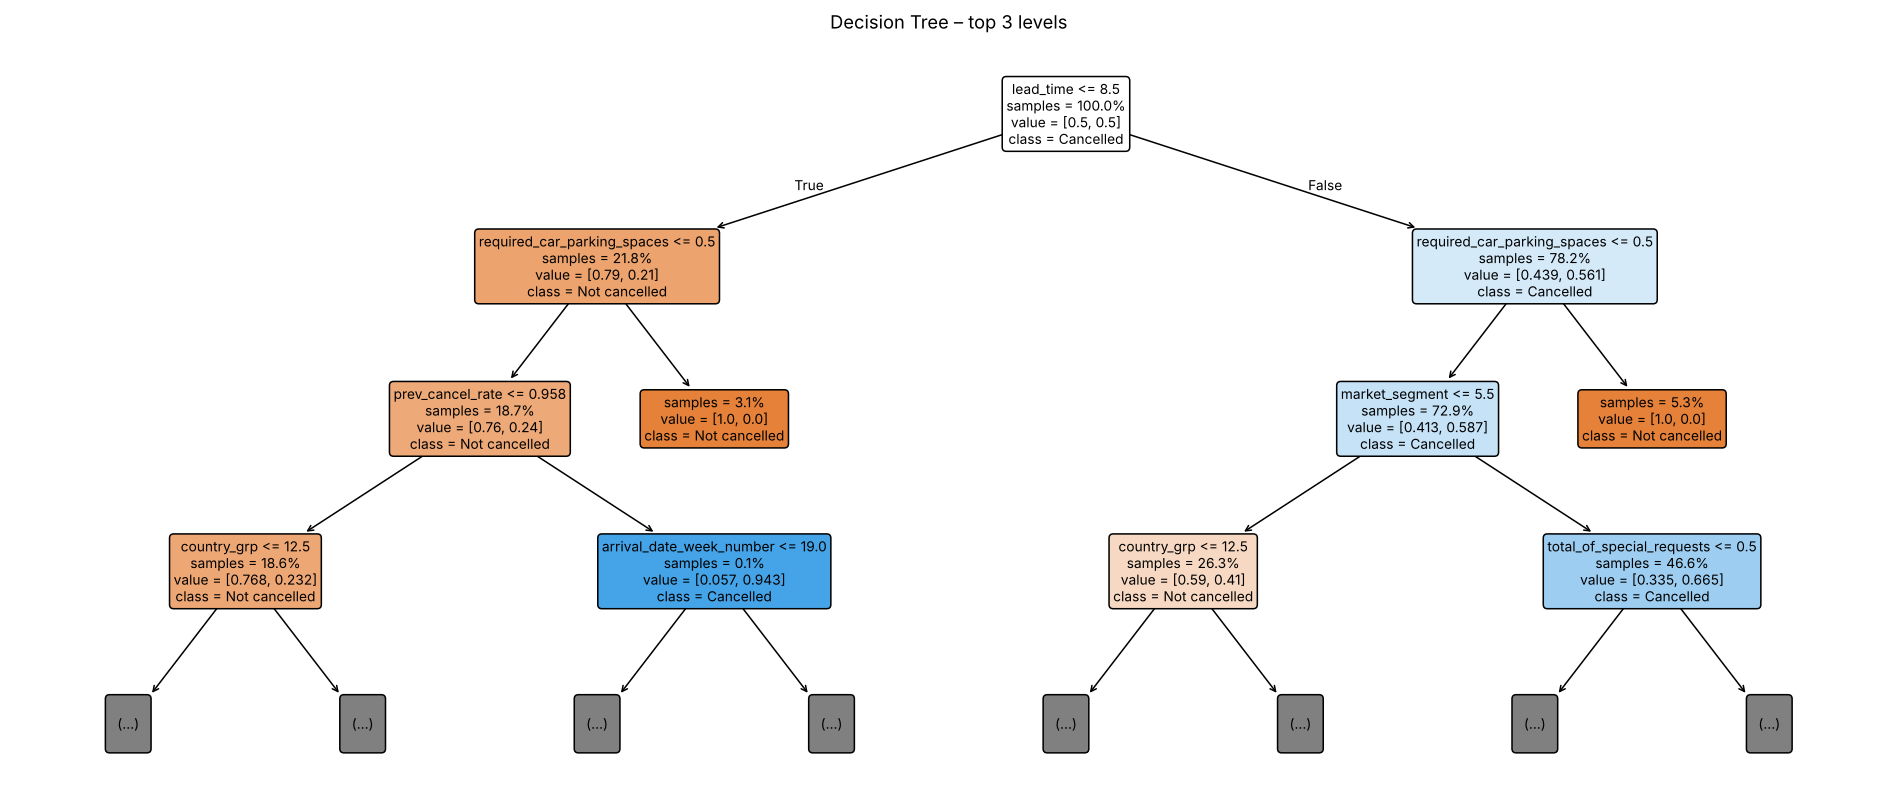 Decision Tree – top 3 levels
lead_time <= 8.5
samples = 100.0%
value = [0.5, 0.5]
class = Cancelled
True
False
required_car_parking_spaces <= 0.5
samples = 21.8%
value = [0.79, 0.21]
class = Not cancelled
required_car_parking_spaces <= 0.5
samples = 78.2%
value = [0.439, 0.561]
class = Cancelled
prev_cancel_rate <= 0.958
samples = 18.7%
value = [0.76, 0.24]
class = Not cancelled
samples = 3.1%
value = [1.0, 0.0]
class = Not cancelled
market_segment <= 5.5
samples = 72.9%
value = [0.413, 0.587]
class = Cancelled
samples = 5.3%
value = [1.0, 0.0]
class = Not cancelled
country_grp <= 12.5
samples = 18.6%
value = [0.768, 0.232]
class = Not cancelled
arrival_date_week_number <= 19.0
samples = 0.1%
value = [0.057, 0.943]
class = Cancelled
country_grp <= 12.5
samples = 26.3%
value = [0.59, 0.41]
class = Not cancelled
total_of_special_requests <= 0.5
samples = 46.6%
value = [0.335, 0.665]
class = Cancelled
(...)
(...)
(...)
(...)
(...)
(...)
(...)
(...)